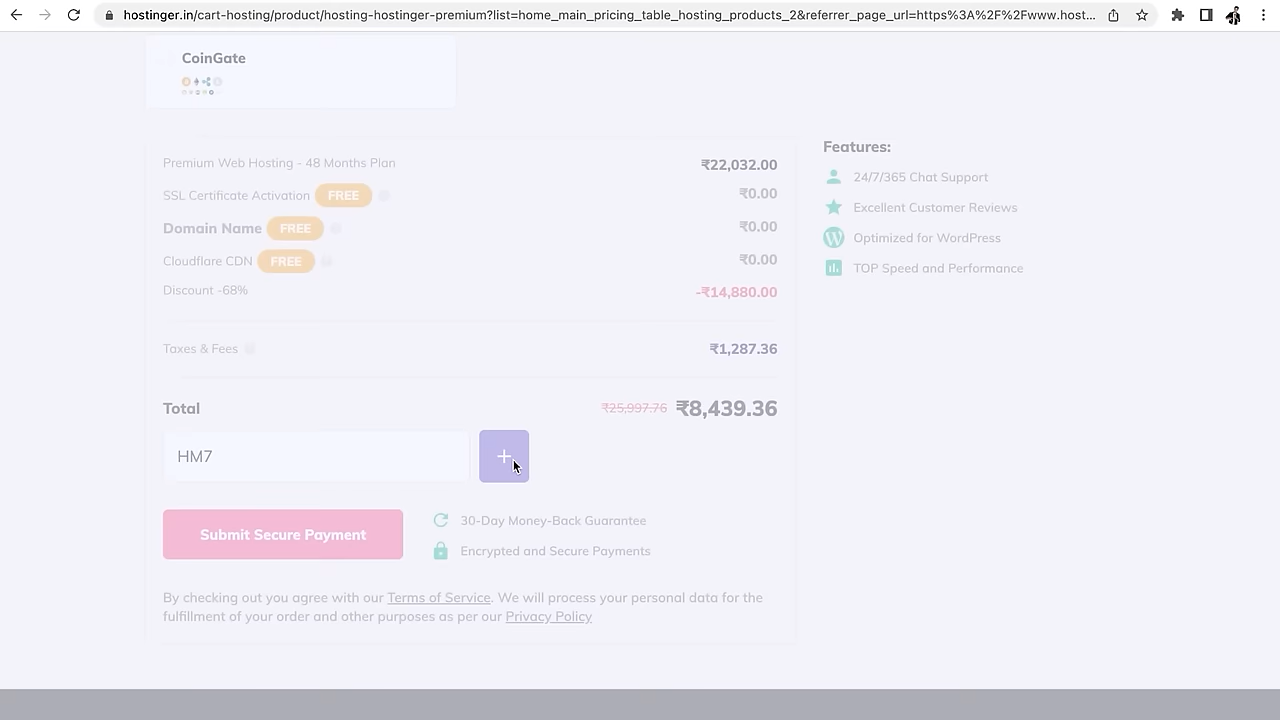 hostinger.in/cart-hosting/product/hosting-hostinger-premium?list=home_main_pricing_table_hosting_products_2&referrer_page_url=https%3A%2F%2Fwww.host...
CoinGate
Premium Web Hosting - 48 Months Plan ₹22,032.00
SSL Certificate Activation FREE ₹0.00
Domain Name FREE ₹0.00
Cloudflare CDN FREE ₹0.00
Discount -68% -₹14,880.00
Taxes & Fees ₹1,287.36
Total ₹25,997.76 ₹8,439.36
HM7
Submit Secure Payment
30-Day Money-Back Guarantee
Encrypted and Secure Payments
By checking out you agree with our Terms of Service. We will process your personal data for the
fulfillment of your order and other purposes as per our Privacy Policy
Features:
24/7/365 Chat Support
Excellent Customer Reviews
Optimized for WordPress
TOP Speed and Performance